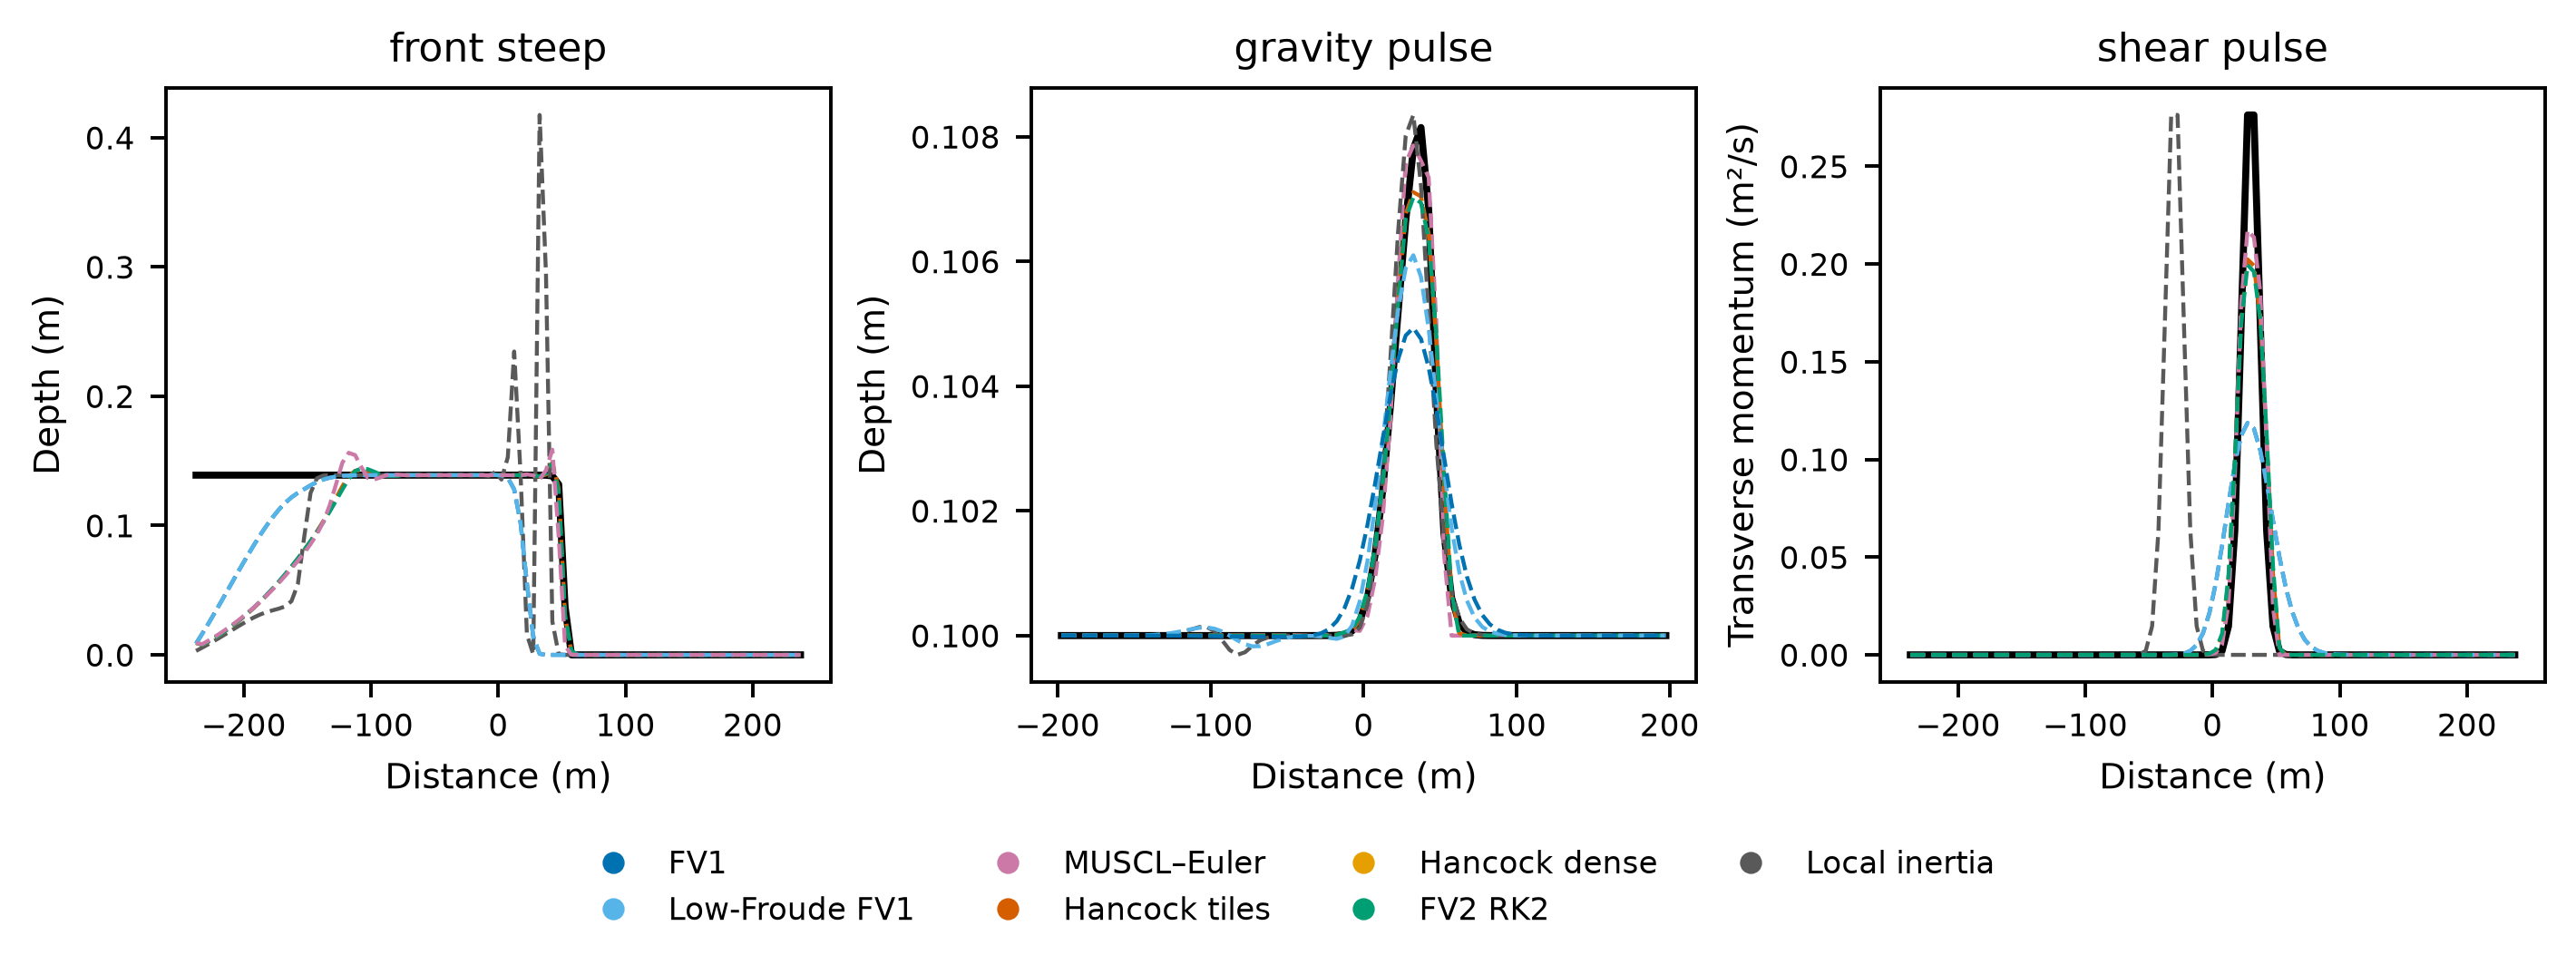 front steep
gravity pulse
shear pulse
Depth (m)
0.4
0.3
0.2
0.1
0.0
−200
−100
0
100
200
Distance (m)
Depth (m)
0.108
0.106
0.104
0.102
0.100
−200
−100
0
100
200
Distance (m)
Transverse momentum (m²/s)
0.25
0.20
0.15
0.10
0.05
0.00
−200
−100
0
100
200
Distance (m)
FV1
Low-Froude FV1
MUSCL–Euler
Hancock tiles
Hancock dense
FV2 RK2
Local inertia